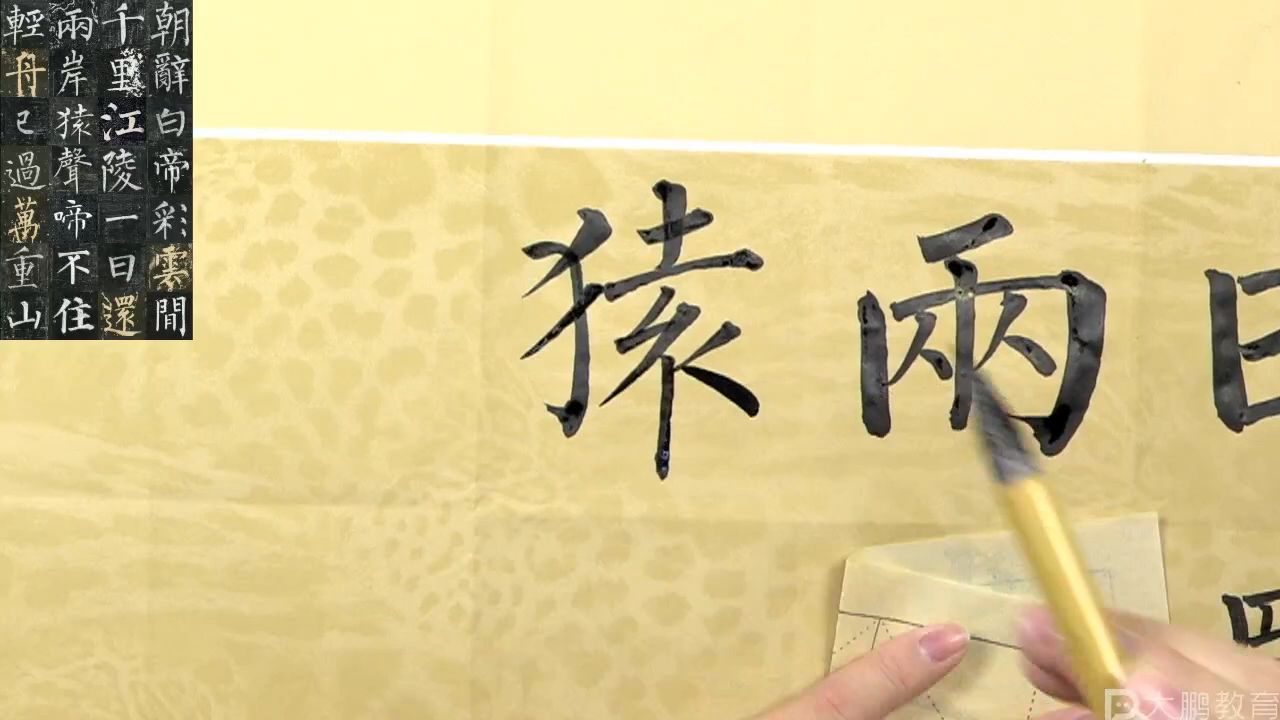 朝辭白帝彩雲間
千里江陵一日還
兩岸猿聲啼不住
輕舟已過萬重山
兩
猿
大鹏教育